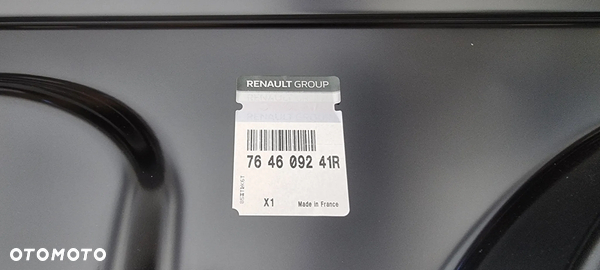 RENAULT GROUP
76 46 092 41R
X1
Made in France
OTOMOTO